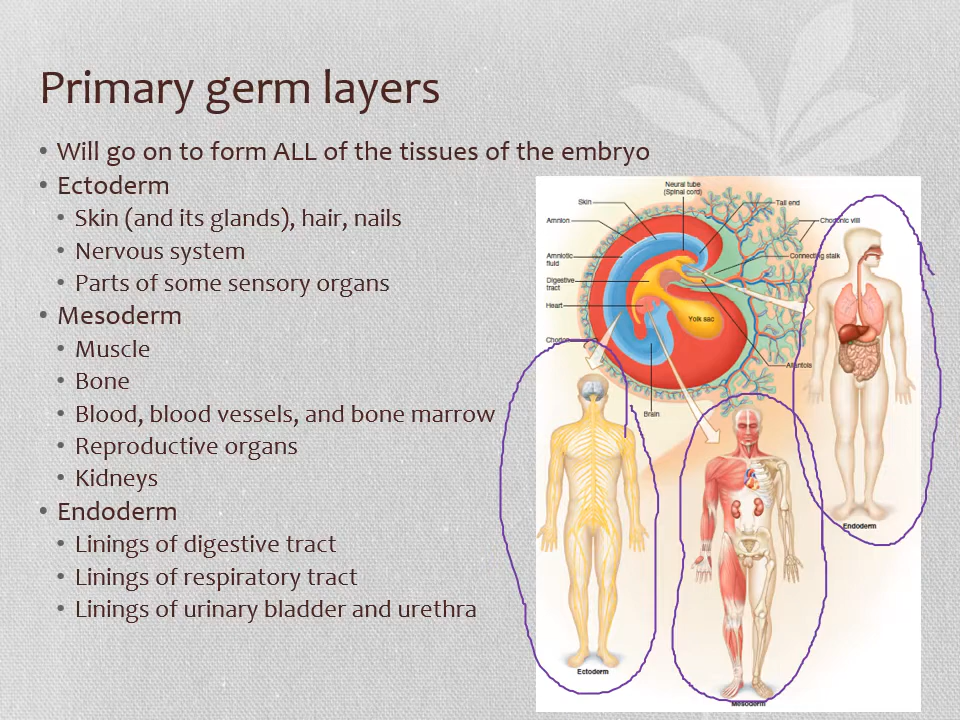 Primary germ layers
• Will go on to form ALL of the tissues of the embryo
• Ectoderm
• Skin (and its glands), hair, nails
• Nervous system
• Parts of some sensory organs
• Mesoderm
• Muscle
• Bone
• Blood, blood vessels, and bone marrow
• Reproductive organs
• Kidneys
• Endoderm
• Linings of digestive tract
• Linings of respiratory tract
• Linings of urinary bladder and urethra
Neural tube
(Spinal cord)
Skin
Tail end
Amnion
Chorionic villi
Amniotic
fluid
Connecting stalk
Digestive
tract
Heart
Yolk sac
Chorion
Allantois
Brain
Endoderm
Ectoderm
Mesoderm